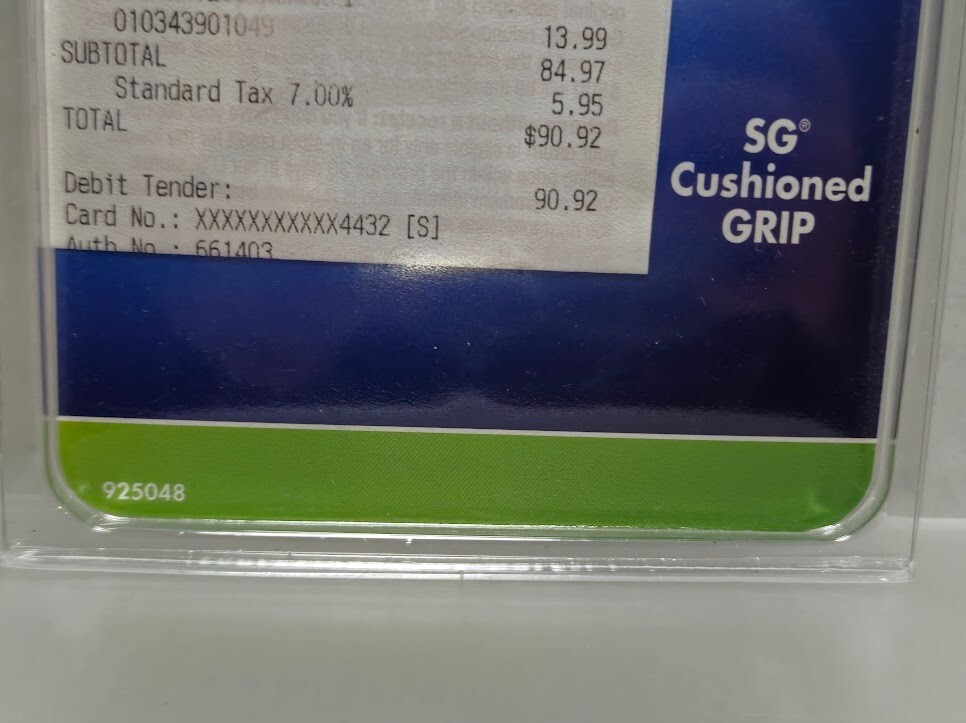 010343901049
13.99
SUBTOTAL 84.97
Standard Tax 7.00% 5.95
TOTAL $90.92
Debit Tender: 90.92
Card No.: XXXXXXXXXXX4432 [S]
Auth No.: 661403
SG®
Cushioned
GRIP
925048